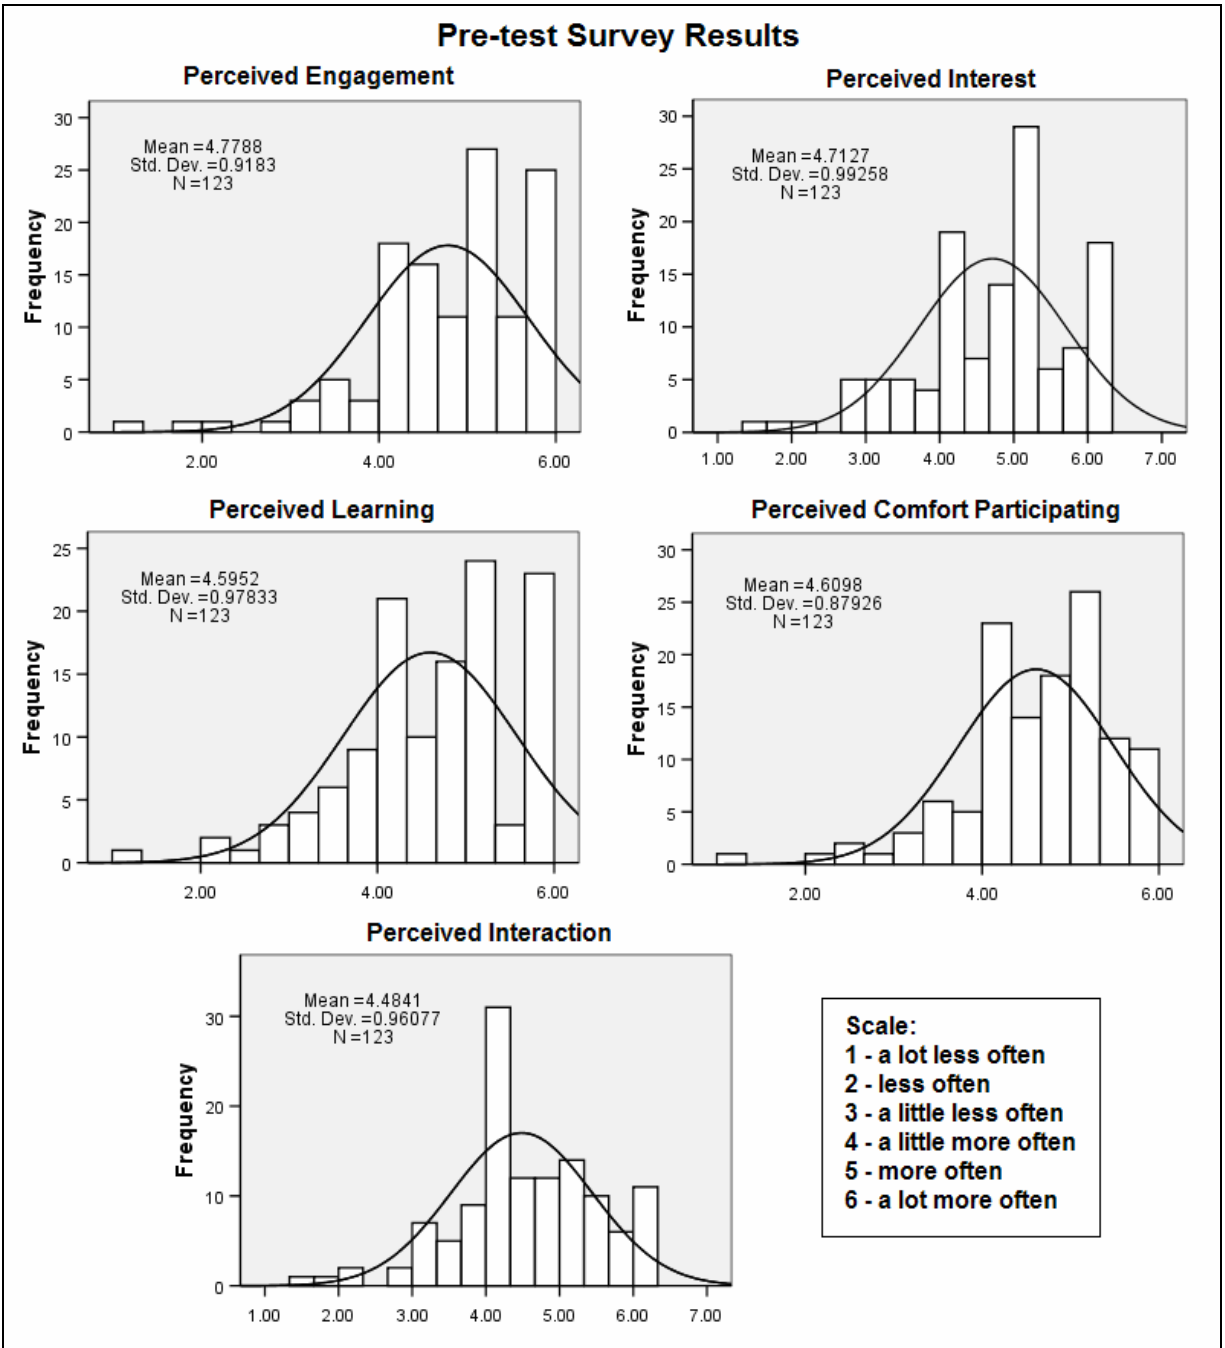 Pre-test Survey Results
Perceived Engagement
Mean =4.7788
Std. Dev. =0.9183
N =123
Frequency
30
25
20
15
10
5
0
2.00 4.00 6.00
Perceived Interest
Mean =4.7127
Std. Dev. =0.99258
N =123
Frequency
30
25
20
15
10
5
0
1.00 2.00 3.00 4.00 5.00 6.00 7.00
Perceived Learning
Mean =4.5952
Std. Dev. =0.97833
N =123
Frequency
25
20
15
10
5
0
2.00 4.00 6.00
Perceived Comfort Participating
Mean =4.6098
Std. Dev. =0.87926
N =123
Frequency
30
25
20
15
10
5
0
2.00 4.00 6.00
Perceived Interaction
Mean =4.4841
Std. Dev. =0.96077
N =123
Frequency
30
20
10
0
1.00 2.00 3.00 4.00 5.00 6.00 7.00
Scale:
1 - a lot less often
2 - less often
3 - a little less often
4 - a little more often
5 - more often
6 - a lot more often